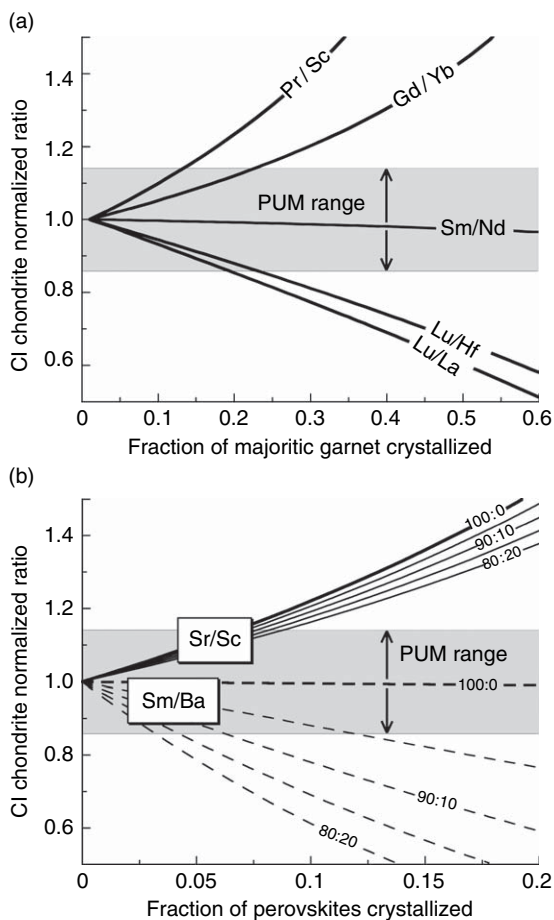 (a)
CI chondrite normalized ratio
1.4
1.2
1.0
0.8
0.6
Pr/Sc
Gd/Yb
PUM range
Sm/Nd
Lu/Hf
Lu/La
0 0.1 0.2 0.3 0.4 0.5 0.6
Fraction of majoritic garnet crystallized
(b)
CI chondrite normalized ratio
1.4
1.2
1.0
0.8
0.6
100:0
90:10
80:20
Sr/Sc
PUM range
100:0
Sm/Ba
90:10
80:20
0 0.05 0.1 0.15 0.2
Fraction of perovskites crystallized